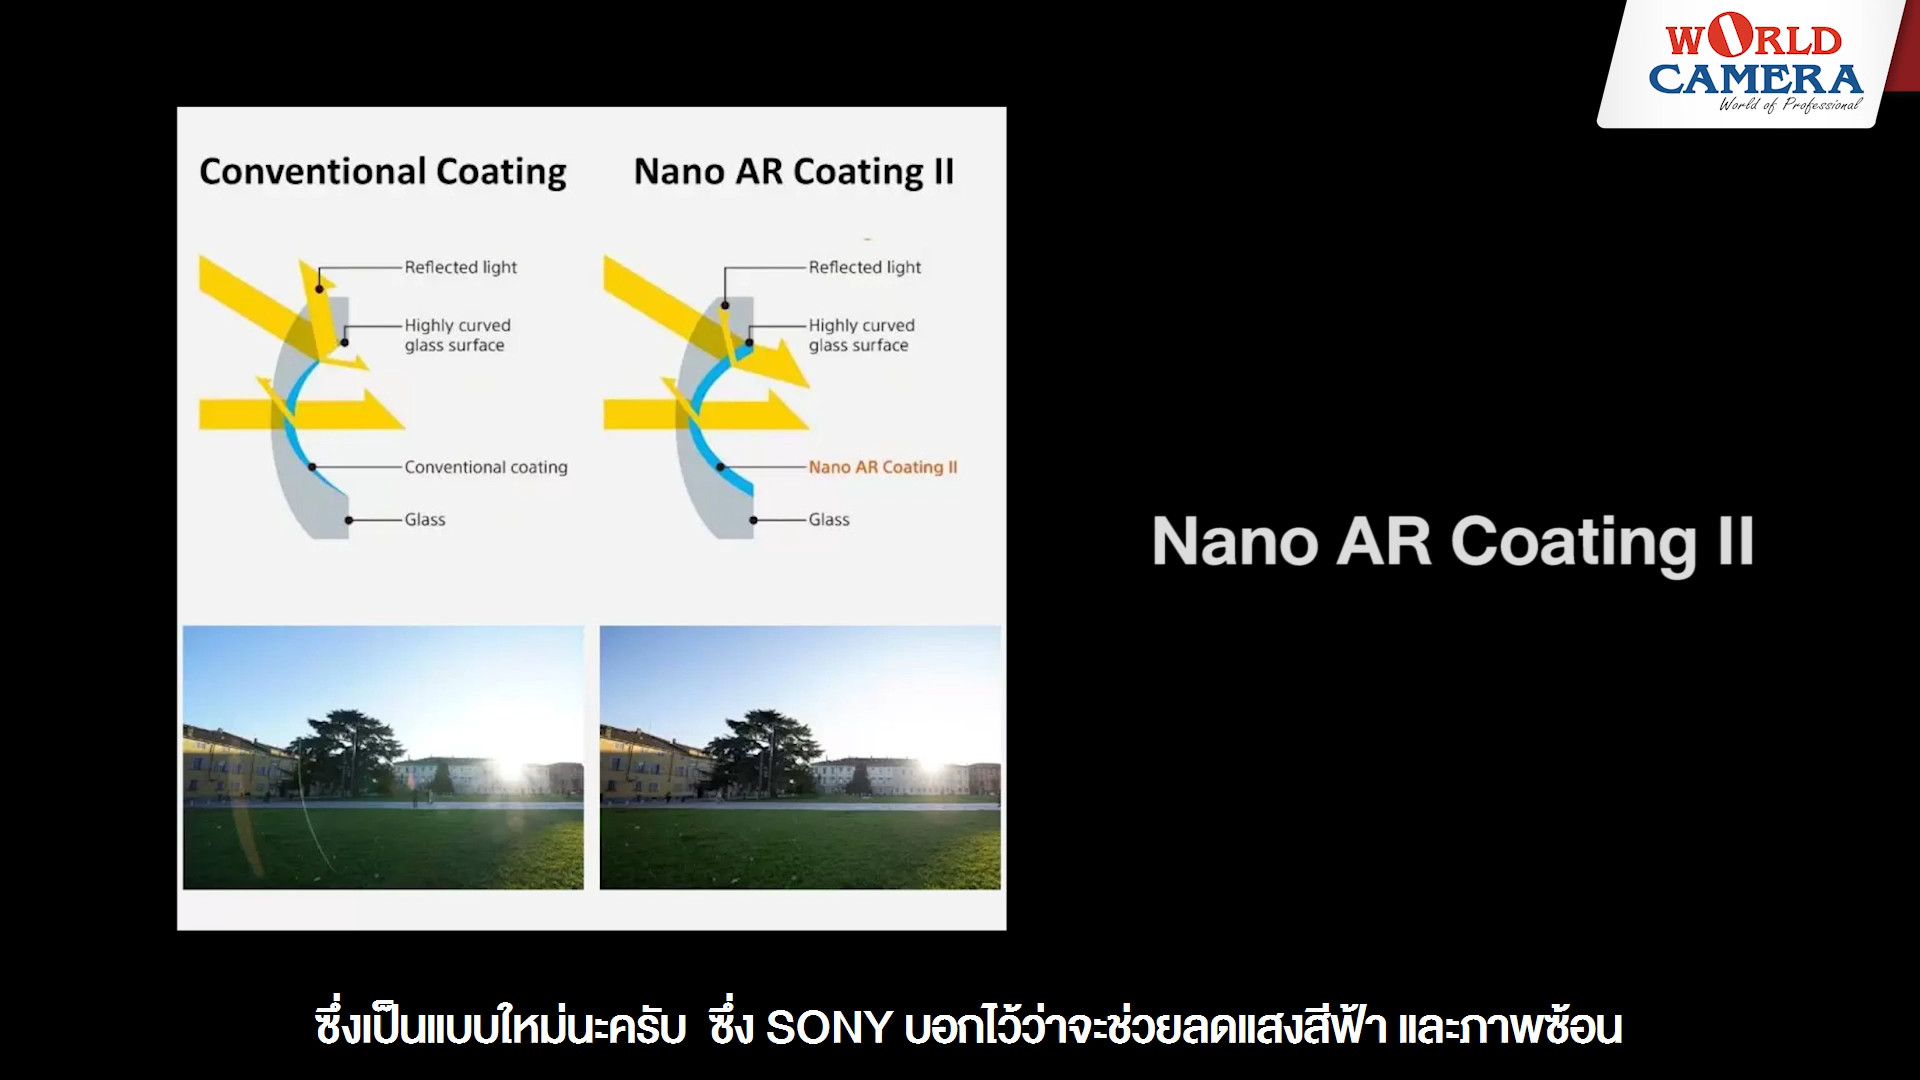 WORLD
CAMERA
World of Professional
Conventional Coating
Nano AR Coating II
Reflected light
Highly curved
glass surface
Conventional coating
Glass
Reflected light
Highly curved
glass surface
Nano AR Coating II
Glass
Nano AR Coating II
ซึ่งเป็นแบบใหม่นะครับ ซึ่ง SONY บอกไว้ว่าจะช่วยลดแสงสีฟ้า และภาพซ้อน